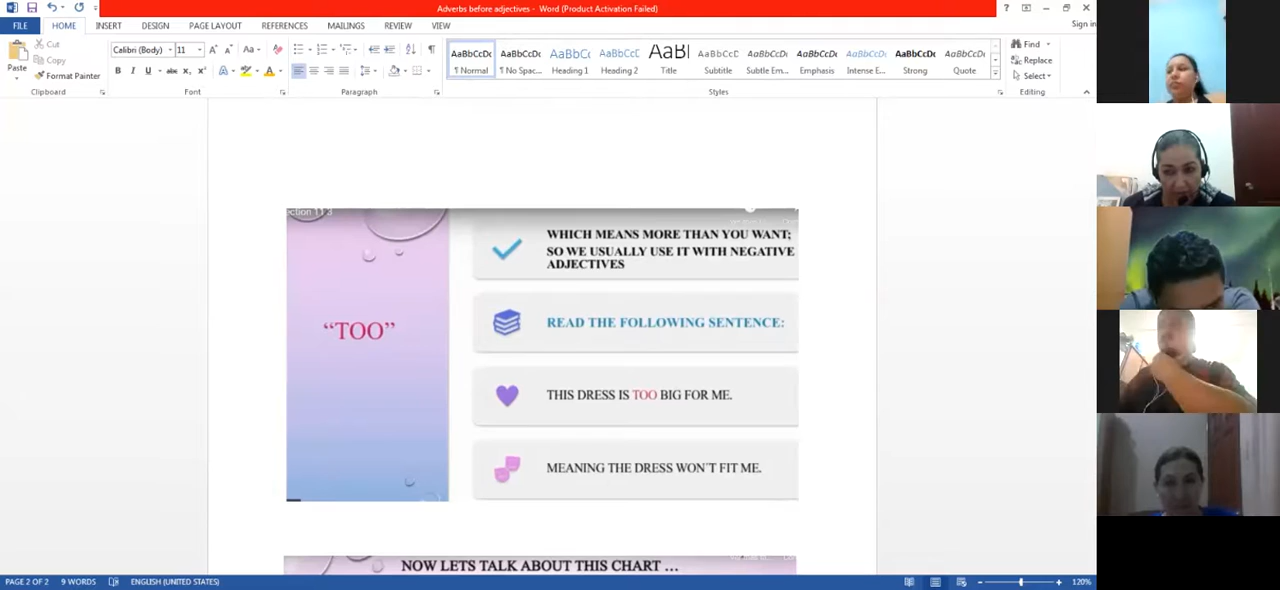 Adverbs before adjectives - Word (Product Activation Failed)
Sign in
FILE HOME INSERT DESIGN PAGE LAYOUT REFERENCES MAILINGS REVIEW VIEW
Paste
Cut
Copy
Format Painter
Clipboard
Calibri (Body) 11
Font
Paragraph
AaBbCcDc AaBbCcDc AaBbCc AaBbCcD AaBl AaBbCcD AaBbCcDc AaBbCcDc AaBbCcDc AaBbCcDc AaBbCcDc
¶ Normal ¶ No Spac... Heading 1 Heading 2 Title Subtitle Subtle Em... Emphasis Intense E... Strong Quote
Styles
Find
Replace
Select
Editing
ction 11 3
“TOO”
WHICH MEANS MORE THAN YOU WANT;
SO WE USUALLY USE IT WITH NEGATIVE
ADJECTIVES
READ THE FOLLOWING SENTENCE:
THIS DRESS IS TOO BIG FOR ME.
MEANING THE DRESS WON´T FIT ME.
NOW LETS TALK ABOUT THIS CHART …
PAGE 2 OF 2 9 WORDS ENGLISH (UNITED STATES) 120%